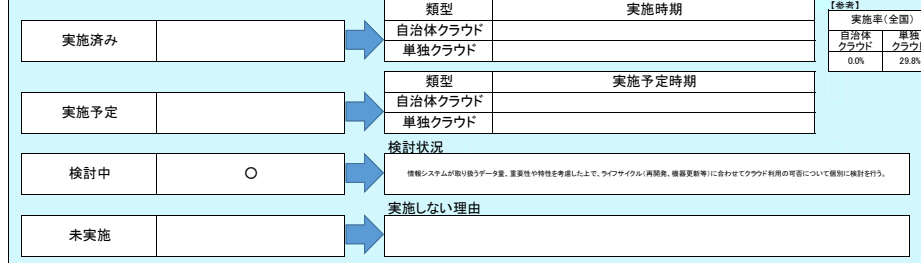 類型 実施時期
【参考】
実施済み
自治体クラウド
単独クラウド
実施率（全国）
自治体
クラウド
単独
クラウ
0.0% 29.8%
類型 実施予定時期
実施予定
自治体クラウド
単独クラウド
検討状況
検討中 〇
情報システムが取り扱うデータ量、重要性や特性を考慮した上で、ライフサイクル（再開発、機器更新等）に合わせてクラウド利用の可否について個別に検討を行う。
実施しない理由
未実施